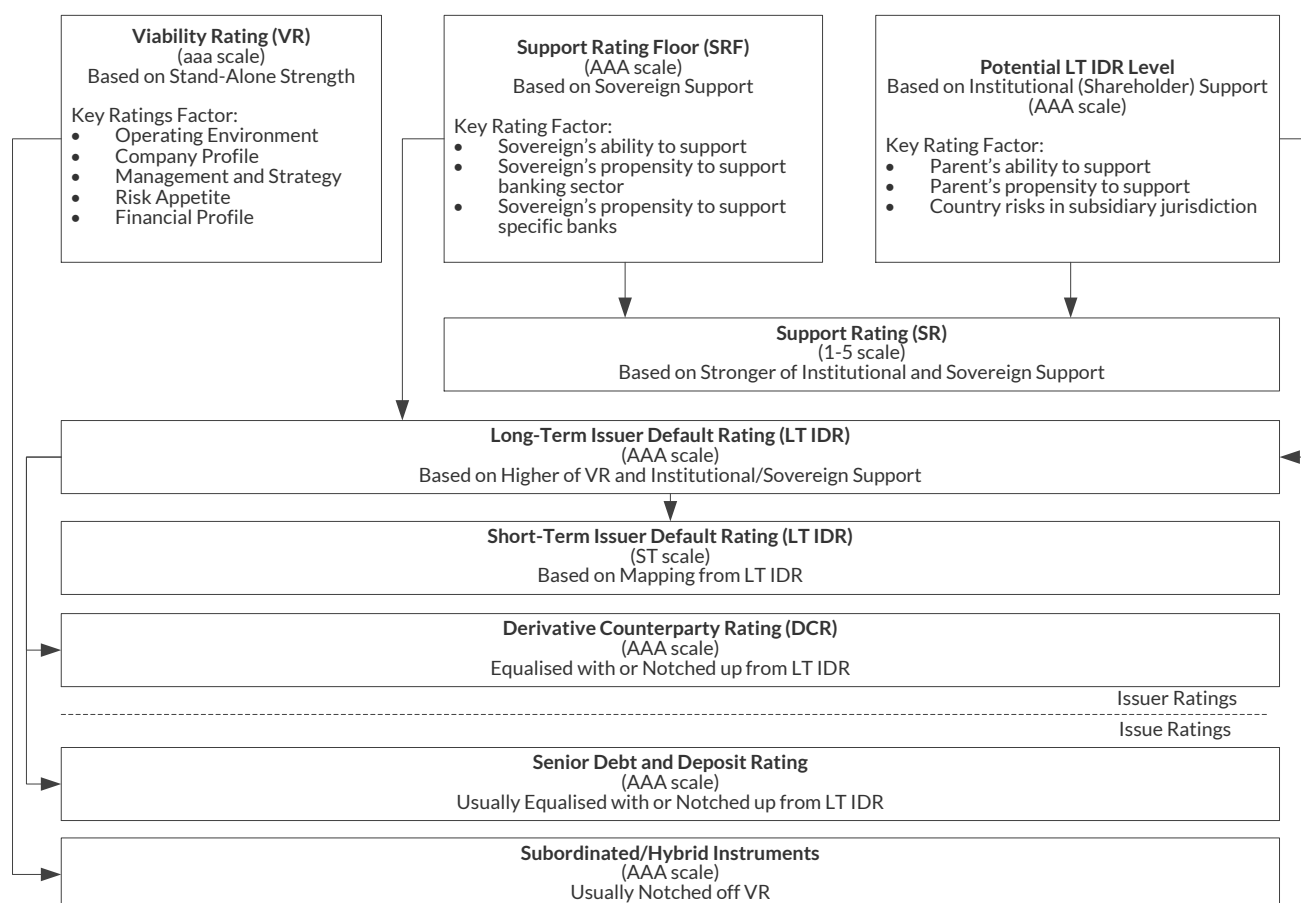 Viability Rating (VR)
(aaa scale)
Based on Stand-Alone Strength
Key Ratings Factor:
• Operating Environment
• Company Profile
• Management and Strategy
• Risk Appetite
• Financial Profile
Support Rating Floor (SRF)
(AAA scale)
Based on Sovereign Support
Key Rating Factor:
• Sovereign's ability to support
• Sovereign's propensity to support
banking sector
• Sovereign's propensity to support
specific banks
Potential LT IDR Level
Based on Institutional (Shareholder) Support
(AAA scale)
Key Rating Factor:
• Parent's ability to support
• Parent's propensity to support
• Country risks in subsidiary jurisdiction
Support Rating (SR)
(1-5 scale)
Based on Stronger of Institutional and Sovereign Support
Long-Term Issuer Default Rating (LT IDR)
(AAA scale)
Based on Higher of VR and Institutional/Sovereign Support
Short-Term Issuer Default Rating (LT IDR)
(ST scale)
Based on Mapping from LT IDR
Derivative Counterparty Rating (DCR)
(AAA scale)
Equalised with or Notched up from LT IDR
Issuer Ratings
Issue Ratings
Senior Debt and Deposit Rating
(AAA scale)
Usually Equalised with or Notched up from LT IDR
Subordinated/Hybrid Instruments
(AAA scale)
Usually Notched off VR